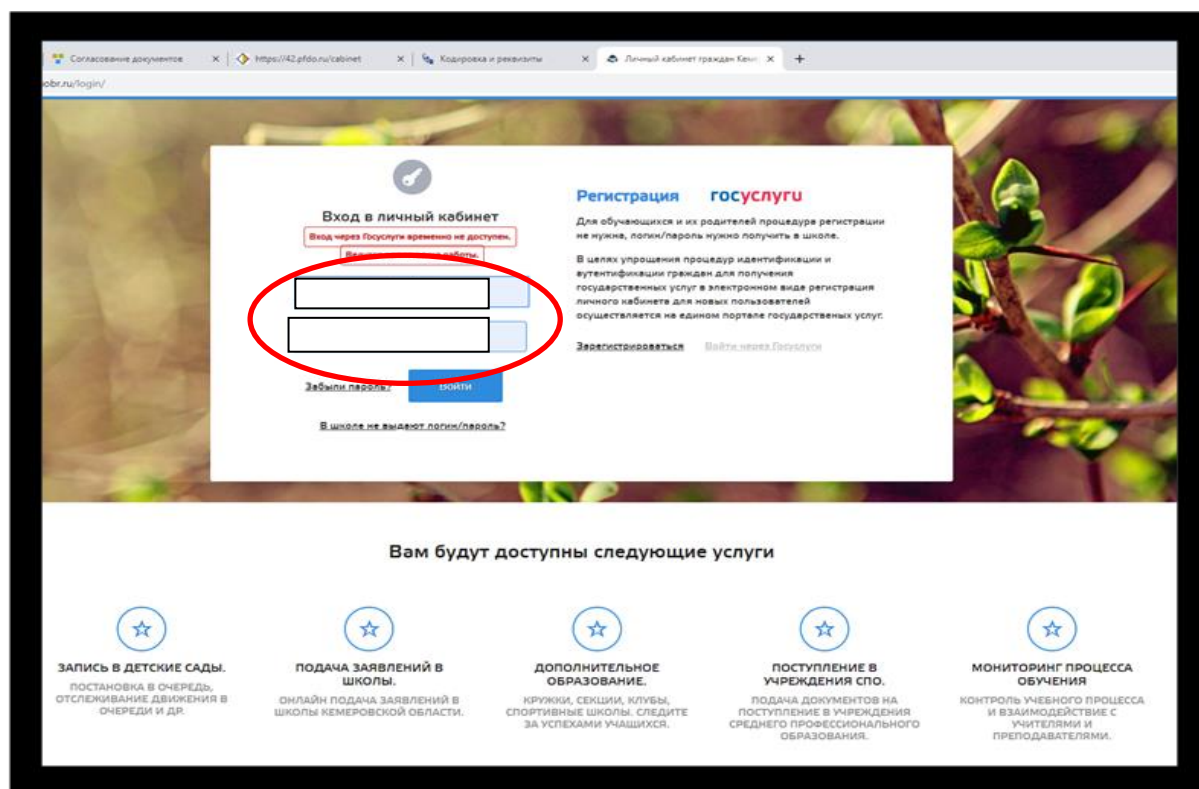 Согласование документов
https://42.pfdo.ru/cabinet
Кодировка и реквизиты
Личный кабинет граждан Кеме
obr.ru/login/
Вход в личный кабинет
Вход через Госуслуги временно не доступен.
работы.
Забыли пароль?
Войти
В школе не выдают логин/пароль?
Регистрация госуслуги
Для обучающихся и их родителей процедура регистрации
не нужна, логин/пароль нужно получить в школе.
В целях упрощения процедур идентификации и
аутентификации граждан для получения
государственных услуг в электронном виде регистрация
личного кабинета для новых пользователей
осуществляется на едином портале государственых услуг.
Зарегистрироваться Войти через Госуслуги
Вам будут доступны следующие услуги
ЗАПИСЬ В ДЕТСКИЕ САДЫ.
ПОСТАНОВКА В ОЧЕРЕДЬ,
ОТСЛЕЖИВАНИЕ ДВИЖЕНИЯ В
ОЧЕРЕДИ И ДР.
ПОДАЧА ЗАЯВЛЕНИЙ В
ШКОЛЫ.
ОНЛАЙН ПОДАЧА ЗАЯВЛЕНИЙ В
ШКОЛЫ КЕМЕРОВСКОЙ ОБЛАСТИ.
ДОПОЛНИТЕЛЬНОЕ
ОБРАЗОВАНИЕ.
КРУЖКИ, СЕКЦИИ, КЛУБЫ,
СПОРТИВНЫЕ ШКОЛЫ. СЛЕДИТЕ
ЗА УСПЕХАМИ УЧАЩИХСЯ.
ПОСТУПЛЕНИЕ В
УЧРЕЖДЕНИЯ СПО.
ПОДАЧА ДОКУМЕНТОВ НА
ПОСТУПЛЕНИЕ В УЧРЕЖДЕНИЯ
СРЕДНЕГО ПРОФЕССИОНАЛЬНОГО
ОБРАЗОВАНИЯ.
МОНИТОРИНГ ПРОЦЕССА
ОБУЧЕНИЯ
КОНТРОЛЬ УЧЕБНОГО ПРОЦЕССА
И ВЗАИМОДЕЙСТВИЕ С
УЧИТЕЛЯМИ И
ПРЕПОДАВАТЕЛЯМИ.